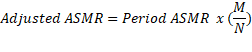 Adjusted ASMR = Period ASMR x (M/N)